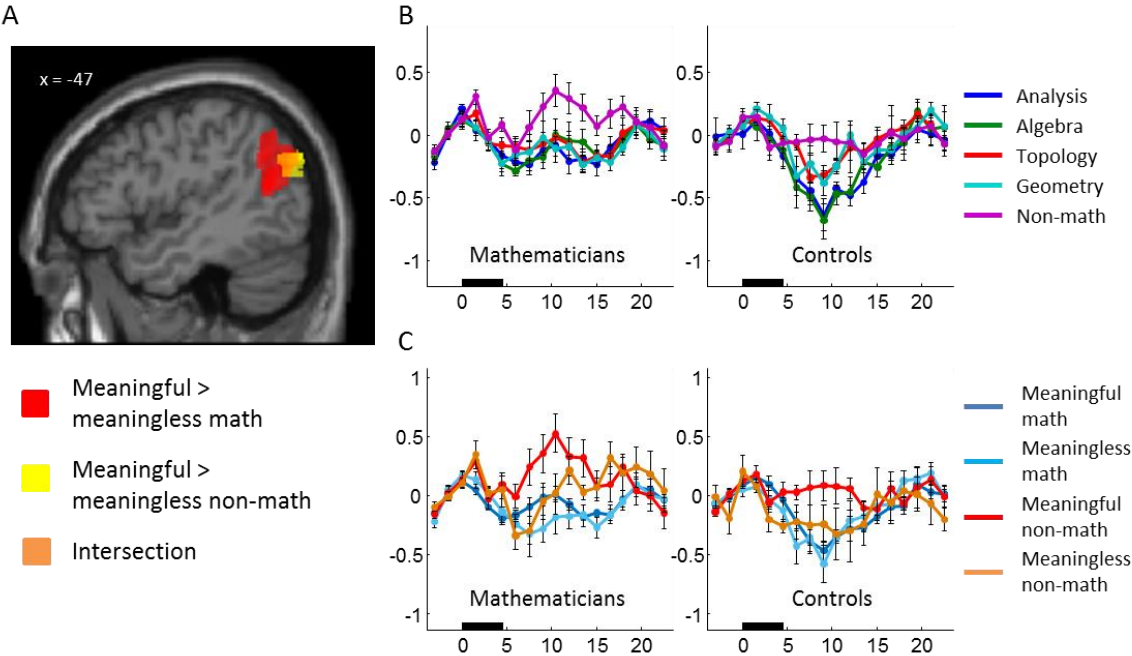 A
x = -47
Meaningful >
meaningless math
Meaningful >
meaningless non-math
Intersection
B
0.5
0
-0.5
-1
Mathematicians
0 5 10 15 20
0.5
0
-0.5
-1
Controls
0 5 10 15 20
Analysis
Algebra
Topology
Geometry
Non-math
C
1
0.5
0
-0.5
-1
Mathematicians
0 5 10 15 20
1
0.5
0
-0.5
-1
Controls
0 5 10 15 20
Meaningful
math
Meaningless
math
Meaningful
non-math
Meaningless
non-math